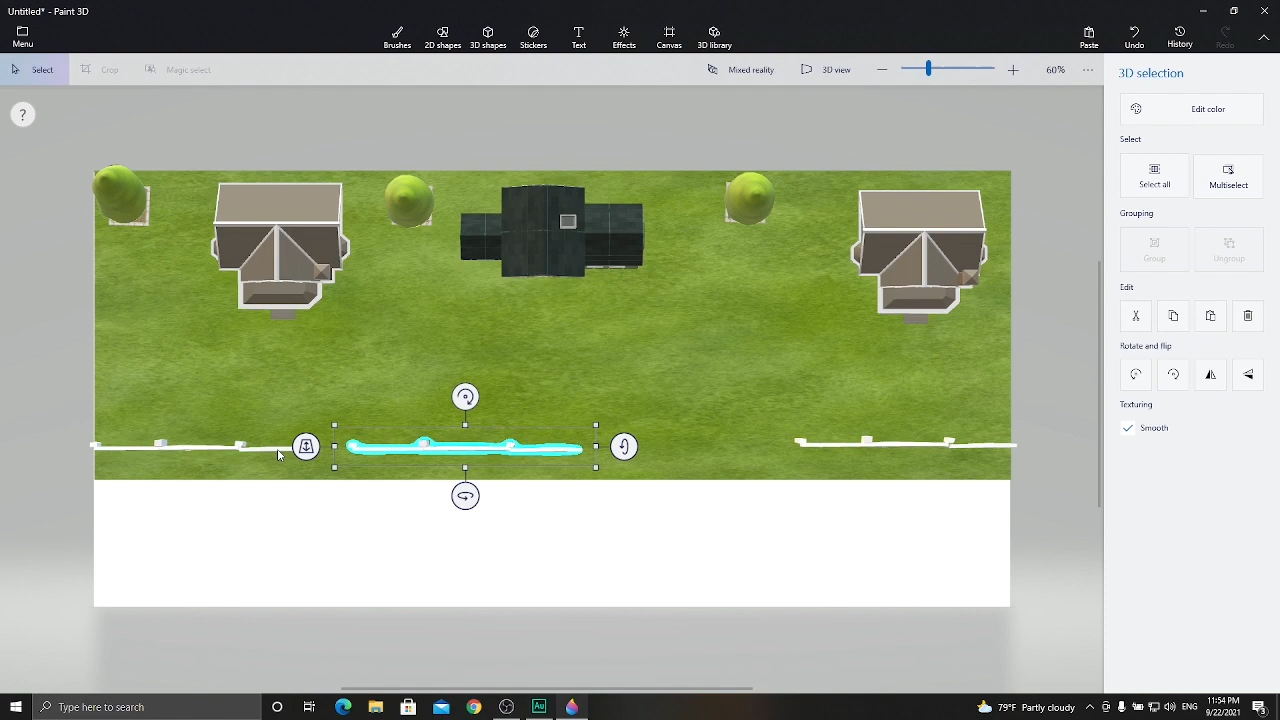 Untitled* - Paint 3D
Menu
Brushes
2D shapes
3D shapes
Stickers
Text
Effects
Canvas
3D library
Paste
Undo
History
Redo
Select
Crop
Magic select
Mixed reality
3D view
60%
?
3D selection
Edit color
Select
Select all
Multiselect
Grouping
Group
Ungroup
Edit
Rotate and flip
Texturing
Smooth
Type here to search
Au
79°F Partly cloudy
11:54 PM
9/22/2021